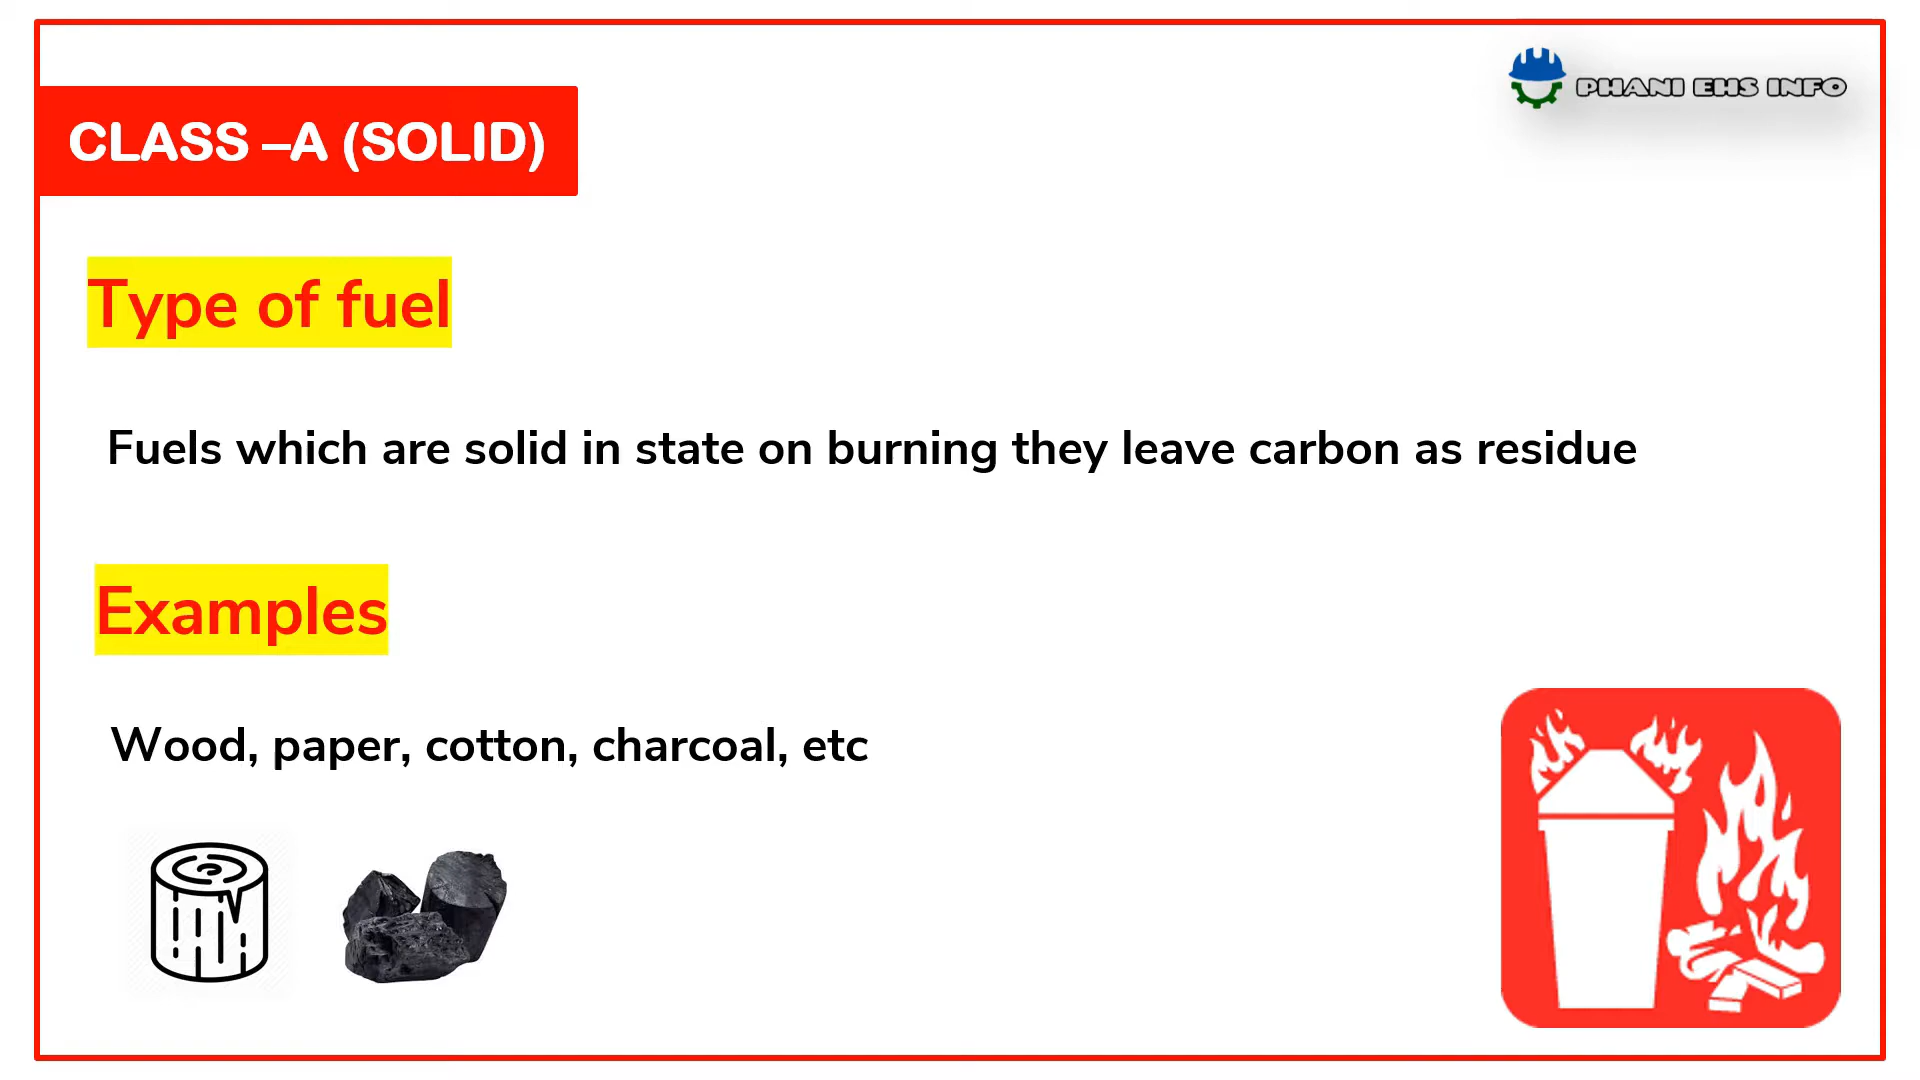 PHANI EHS INFO
CLASS –A (SOLID)
Type of fuel
Fuels which are solid in state on burning they leave carbon as residue
Examples
Wood, paper, cotton, charcoal, etc